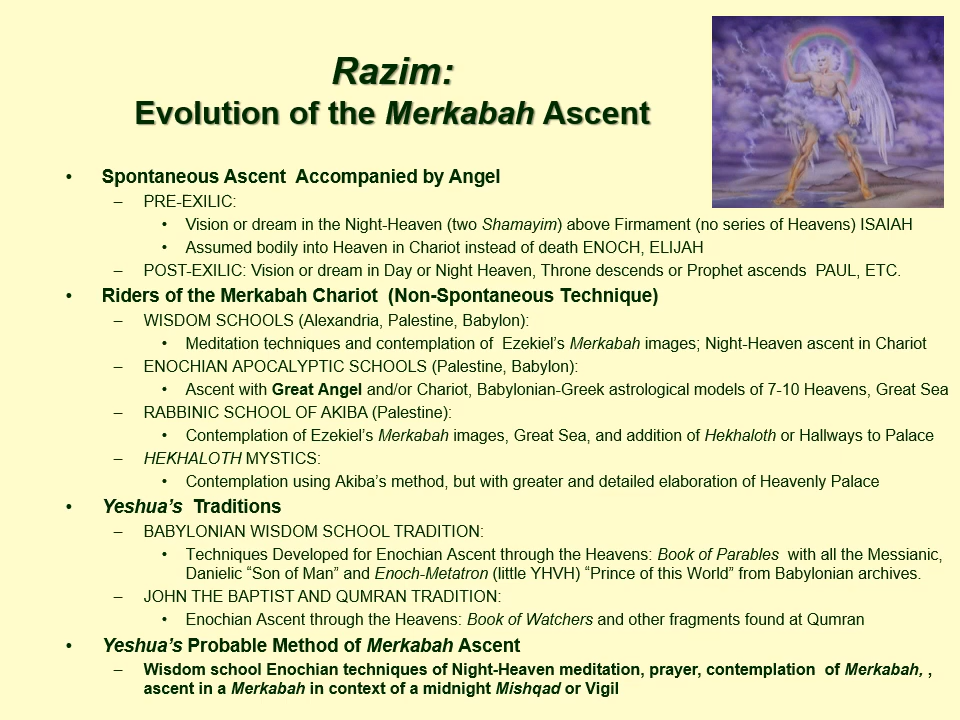 Razim:
Evolution of the Merkabah Ascent
• Spontaneous Ascent Accompanied by Angel
– PRE-EXILIC:
• Vision or dream in the Night-Heaven (two Shamayim) above Firmament (no series of Heavens) ISAIAH
• Assumed bodily into Heaven in Chariot instead of death ENOCH, ELIJAH
– POST-EXILIC: Vision or dream in Day or Night Heaven, Throne descends or Prophet ascends PAUL, ETC.
• Riders of the Merkabah Chariot (Non-Spontaneous Technique)
– WISDOM SCHOOLS (Alexandria, Palestine, Babylon):
• Meditation techniques and contemplation of Ezekiel’s Merkabah images; Night-Heaven ascent in Chariot
– ENOCHIAN APOCALYPTIC SCHOOLS (Palestine, Babylon):
• Ascent with Great Angel and/or Chariot, Babylonian-Greek astrological models of 7-10 Heavens, Great Sea
– RABBINIC SCHOOL OF AKIBA (Palestine):
• Contemplation of Ezekiel’s Merkabah images, Great Sea, and addition of Hekhaloth or Hallways to Palace
– HEKHALOTH MYSTICS:
• Contemplation using Akiba’s method, but with greater and detailed elaboration of Heavenly Palace
• Yeshua’s Traditions
– BABYLONIAN WISDOM SCHOOL TRADITION:
• Techniques Developed for Enochian Ascent through the Heavens: Book of Parables with all the Messianic,
Danielic “Son of Man” and Enoch-Metatron (little YHVH) “Prince of this World” from Babylonian archives.
– JOHN THE BAPTIST AND QUMRAN TRADITION:
• Enochian Ascent through the Heavens: Book of Watchers and other fragments found at Qumran
• Yeshua’s Probable Method of Merkabah Ascent
– Wisdom school Enochian techniques of Night-Heaven meditation, prayer, contemplation of Merkabah, ,
ascent in a Merkabah in context of a midnight Mishqad or Vigil